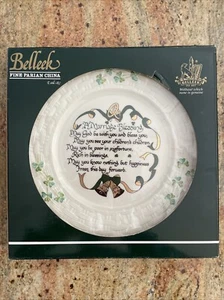 Belleek
FINE PARIAN CHINA
A Marriage Blessing
May God be with you and bless you
May you see your children's children
May you be poor in misfortune,
Rich in blessings,
May you know nothing but happiness
From this day forward.